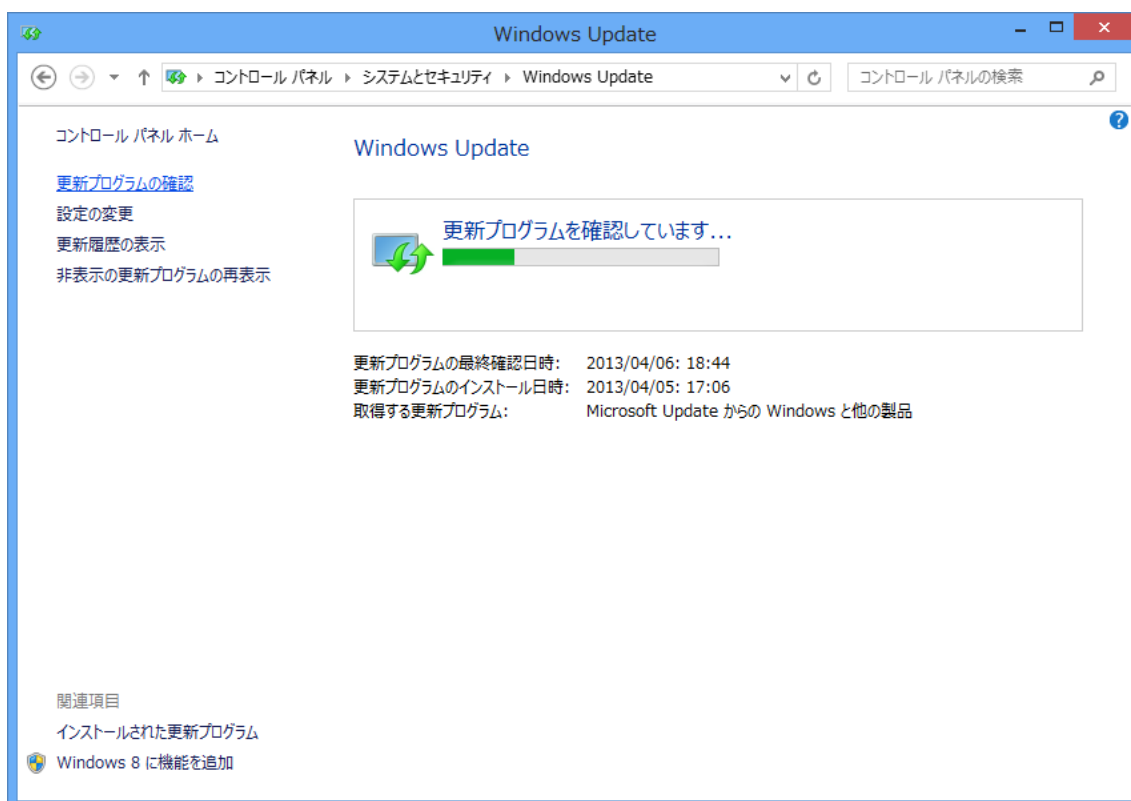 Windows Update
コントロール パネル システムとセキュリティ Windows Update
コントロール パネルの検索
コントロール パネル ホーム
更新プログラムの確認
設定の変更
更新履歴の表示
非表示の更新プログラムの再表示
Windows Update
更新プログラムを確認しています...
更新プログラムの最終確認日時: 2013/04/06: 18:44
更新プログラムのインストール日時: 2013/04/05: 17:06
取得する更新プログラム: Microsoft Update からの Windows と他の製品
関連項目
インストールされた更新プログラム
Windows 8 に機能を追加